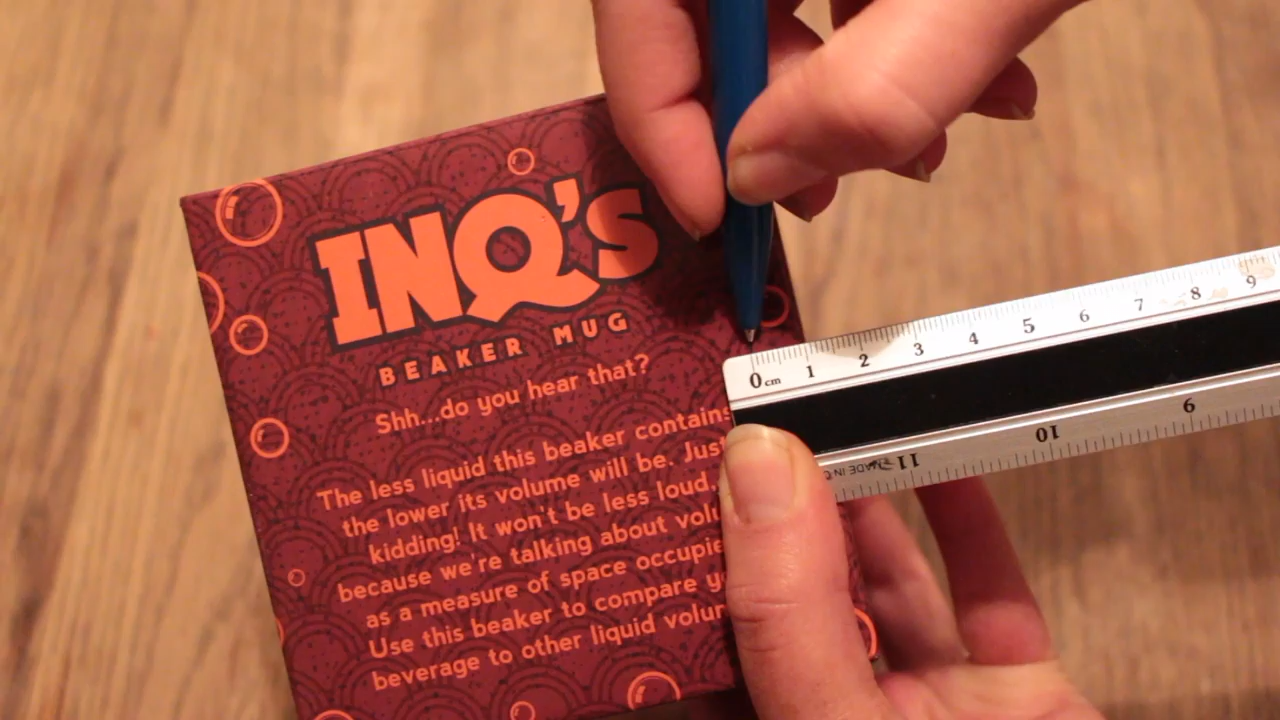 INQ's
BEAKER MUG
Shh...do you hear that?
The less liquid this beaker contains
the lower its volume will be. Just
kidding! It won't be less loud,
because we're talking about
as a measure of space
Use this beaker to compare
beverage to other liquid
0cm 1 2 3 4 5 6 7 8 9
11 10 9
MADE IN